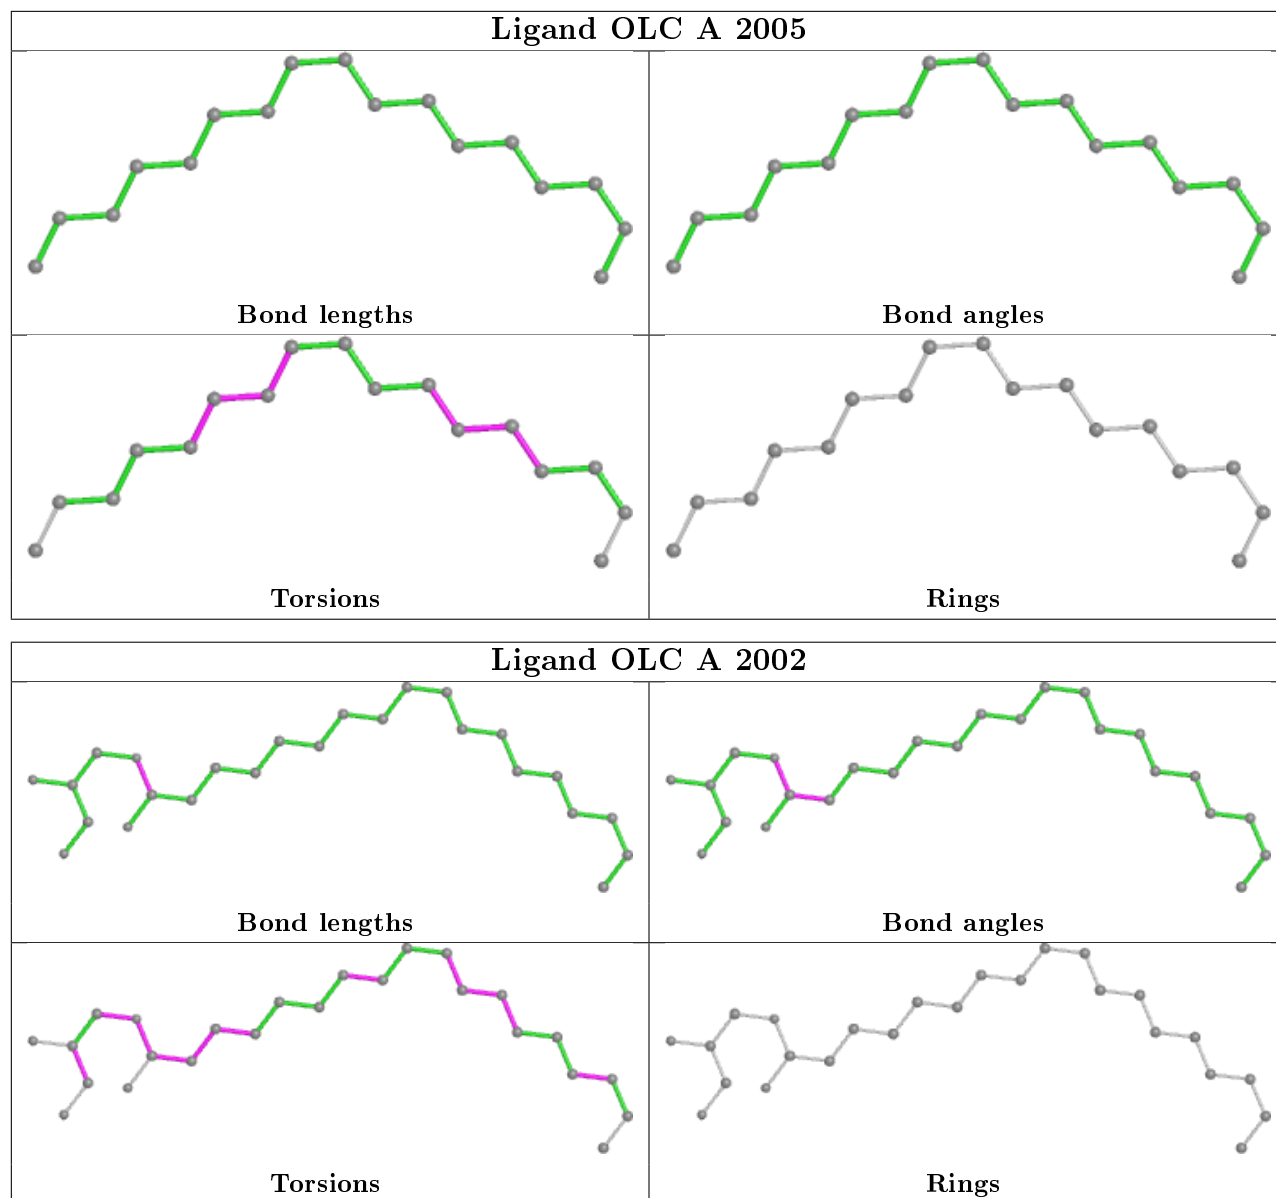 Ligand OLC A 2005
Bond lengths
Bond angles
Torsions
Rings
Ligand OLC A 2002
Bond lengths
Bond angles
Torsions
Rings